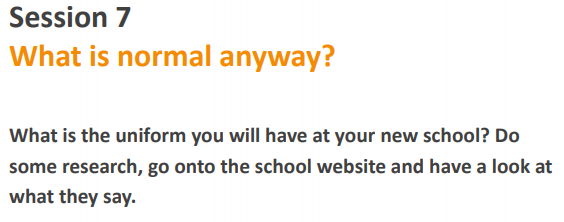 Session 7
What is normal anyway?
What is the uniform you will have at your new school? Do
some research, go onto the school website and have a look at
what they say.